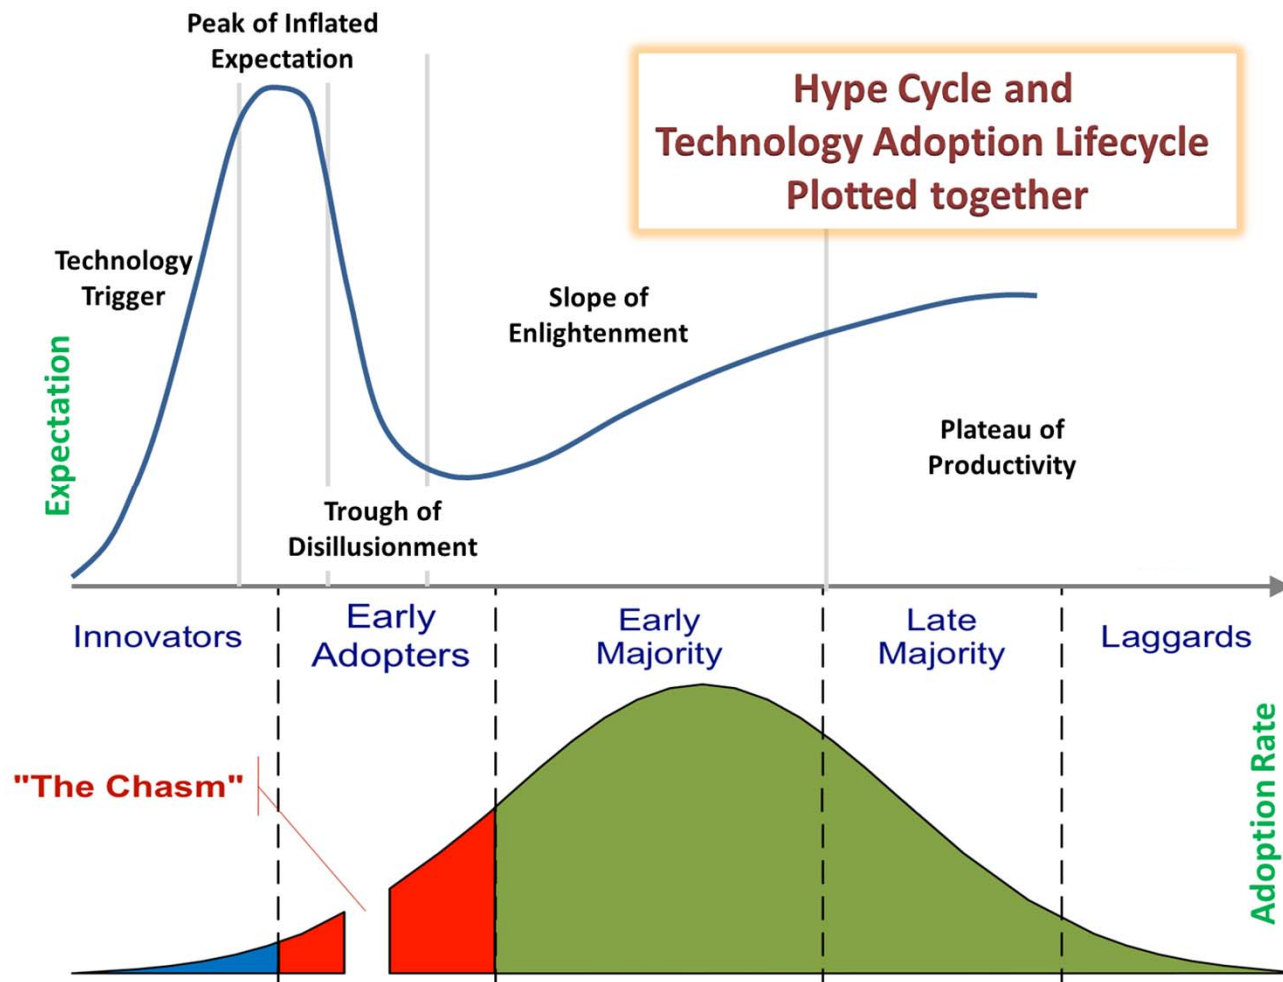 Peak of Inflated
Expectation
Hype Cycle and
Technology Adoption Lifecycle
Plotted together
Technology
Trigger
Slope of
Enlightenment
Expectation
Plateau of
Productivity
Trough of
Disillusionment
Innovators
Early
Adopters
Early
Majority
Late
Majority
Laggards
"The Chasm"
Adoption Rate